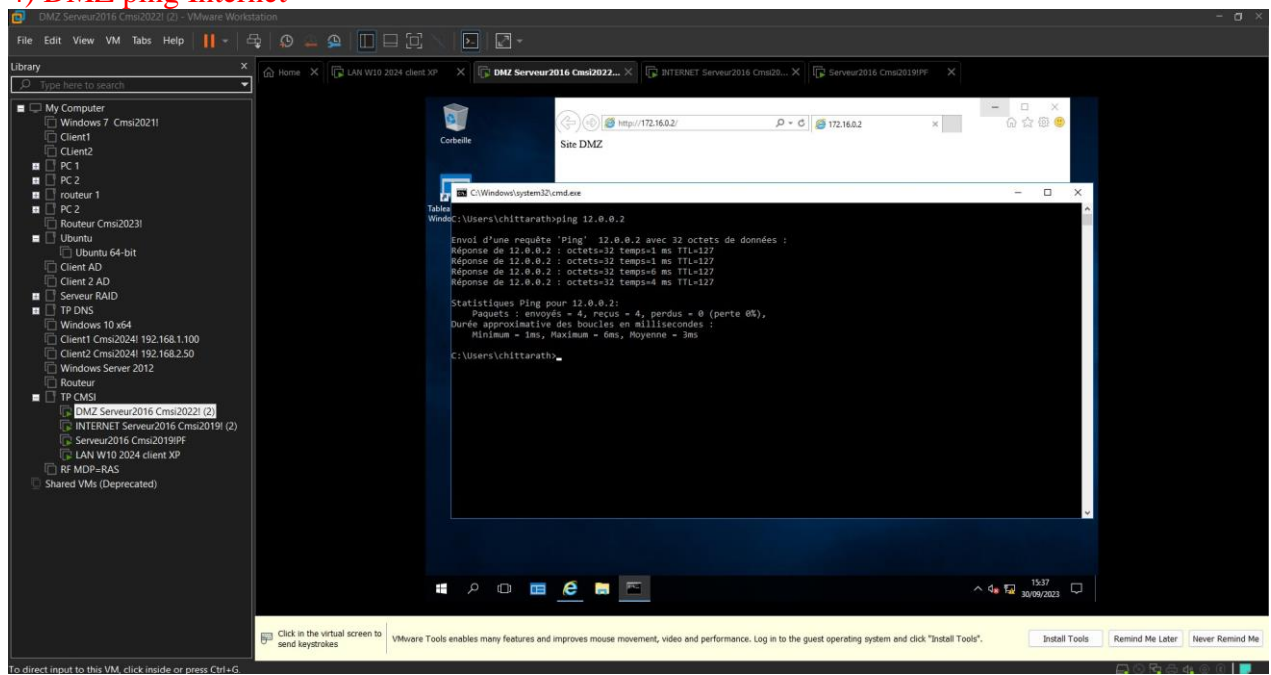 4) DMZ ping Internet
DMZ Serveur2016 Cmsi2022! (2) - VMware Workstation
File Edit View VM Tabs Help
Library
Type here to search
My Computer
Windows 7 Cmsi2021!
Client1
CLient2
PC 1
PC 2
routeur 1
PC 2
Routeur Cmsi2023!
Ubuntu
Ubuntu 64-bit
Client AD
Client 2 AD
Serveur RAID
TP DNS
Windows 10 x64
Client1 Cmsi2024! 192.168.1.100
Client2 Cmsi2024! 192.168.2.50
Windows Server 2012
Routeur
TP CMSI
DMZ Serveur2016 Cmsi2022! (2)
INTERNET Serveur2016 Cmsi2019! (2)
Serveur2016 Cmsi2019!PF
LAN W10 2024 client XP
RF MDP=RAS
Shared VMs (Deprecated)
Home
LAN W10 2024 client XP
DMZ Serveur2016 Cmsi2022...
INTERNET Serveur2016 Cmsi20...
Serveur2016 Cmsi2019!PF
Corbeille
http://172.16.0.2/
172.16.0.2
Site DMZ
C:\Windows\system32\cmd.exe
Tablea
Windo
C:\Users\chittarath>ping 12.0.0.2
Envoi d'une requête 'Ping'  12.0.0.2 avec 32 octets de données :
Réponse de 12.0.0.2 : octets=32 temps=1 ms TTL=127
Réponse de 12.0.0.2 : octets=32 temps=1 ms TTL=127
Réponse de 12.0.0.2 : octets=32 temps=6 ms TTL=127
Réponse de 12.0.0.2 : octets=32 temps=4 ms TTL=127
Statistiques Ping pour 12.0.0.2:
Paquets : envoyés = 4, reçus = 4, perdus = 0 (perte 0%),
Durée approximative des boucles en millisecondes :
Minimum = 1ms, Maximum = 6ms, Moyenne = 3ms
C:\Users\chittarath>
15:37
30/09/2023
Click in the virtual screen to
send keystrokes
VMware Tools enables many features and improves mouse movement, video and performance. Log in to the guest operating system and click "Install Tools".
Install Tools
Remind Me Later
Never Remind Me
To direct input to this VM, click inside or press Ctrl+G.